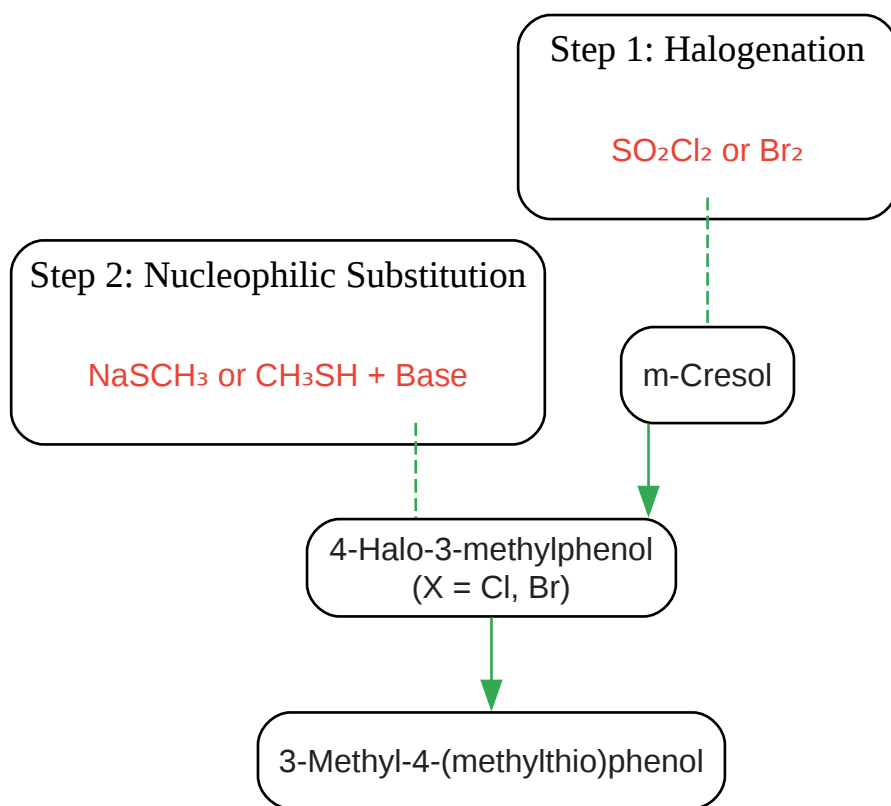 Step 1: Halogenation
SO₂Cl₂ or Br₂
Step 2: Nucleophilic Substitution
NaSCH₃ or CH₃SH + Base
m-Cresol
4-Halo-3-methylphenol
(X = Cl, Br)
3-Methyl-4-(methylthio)phenol